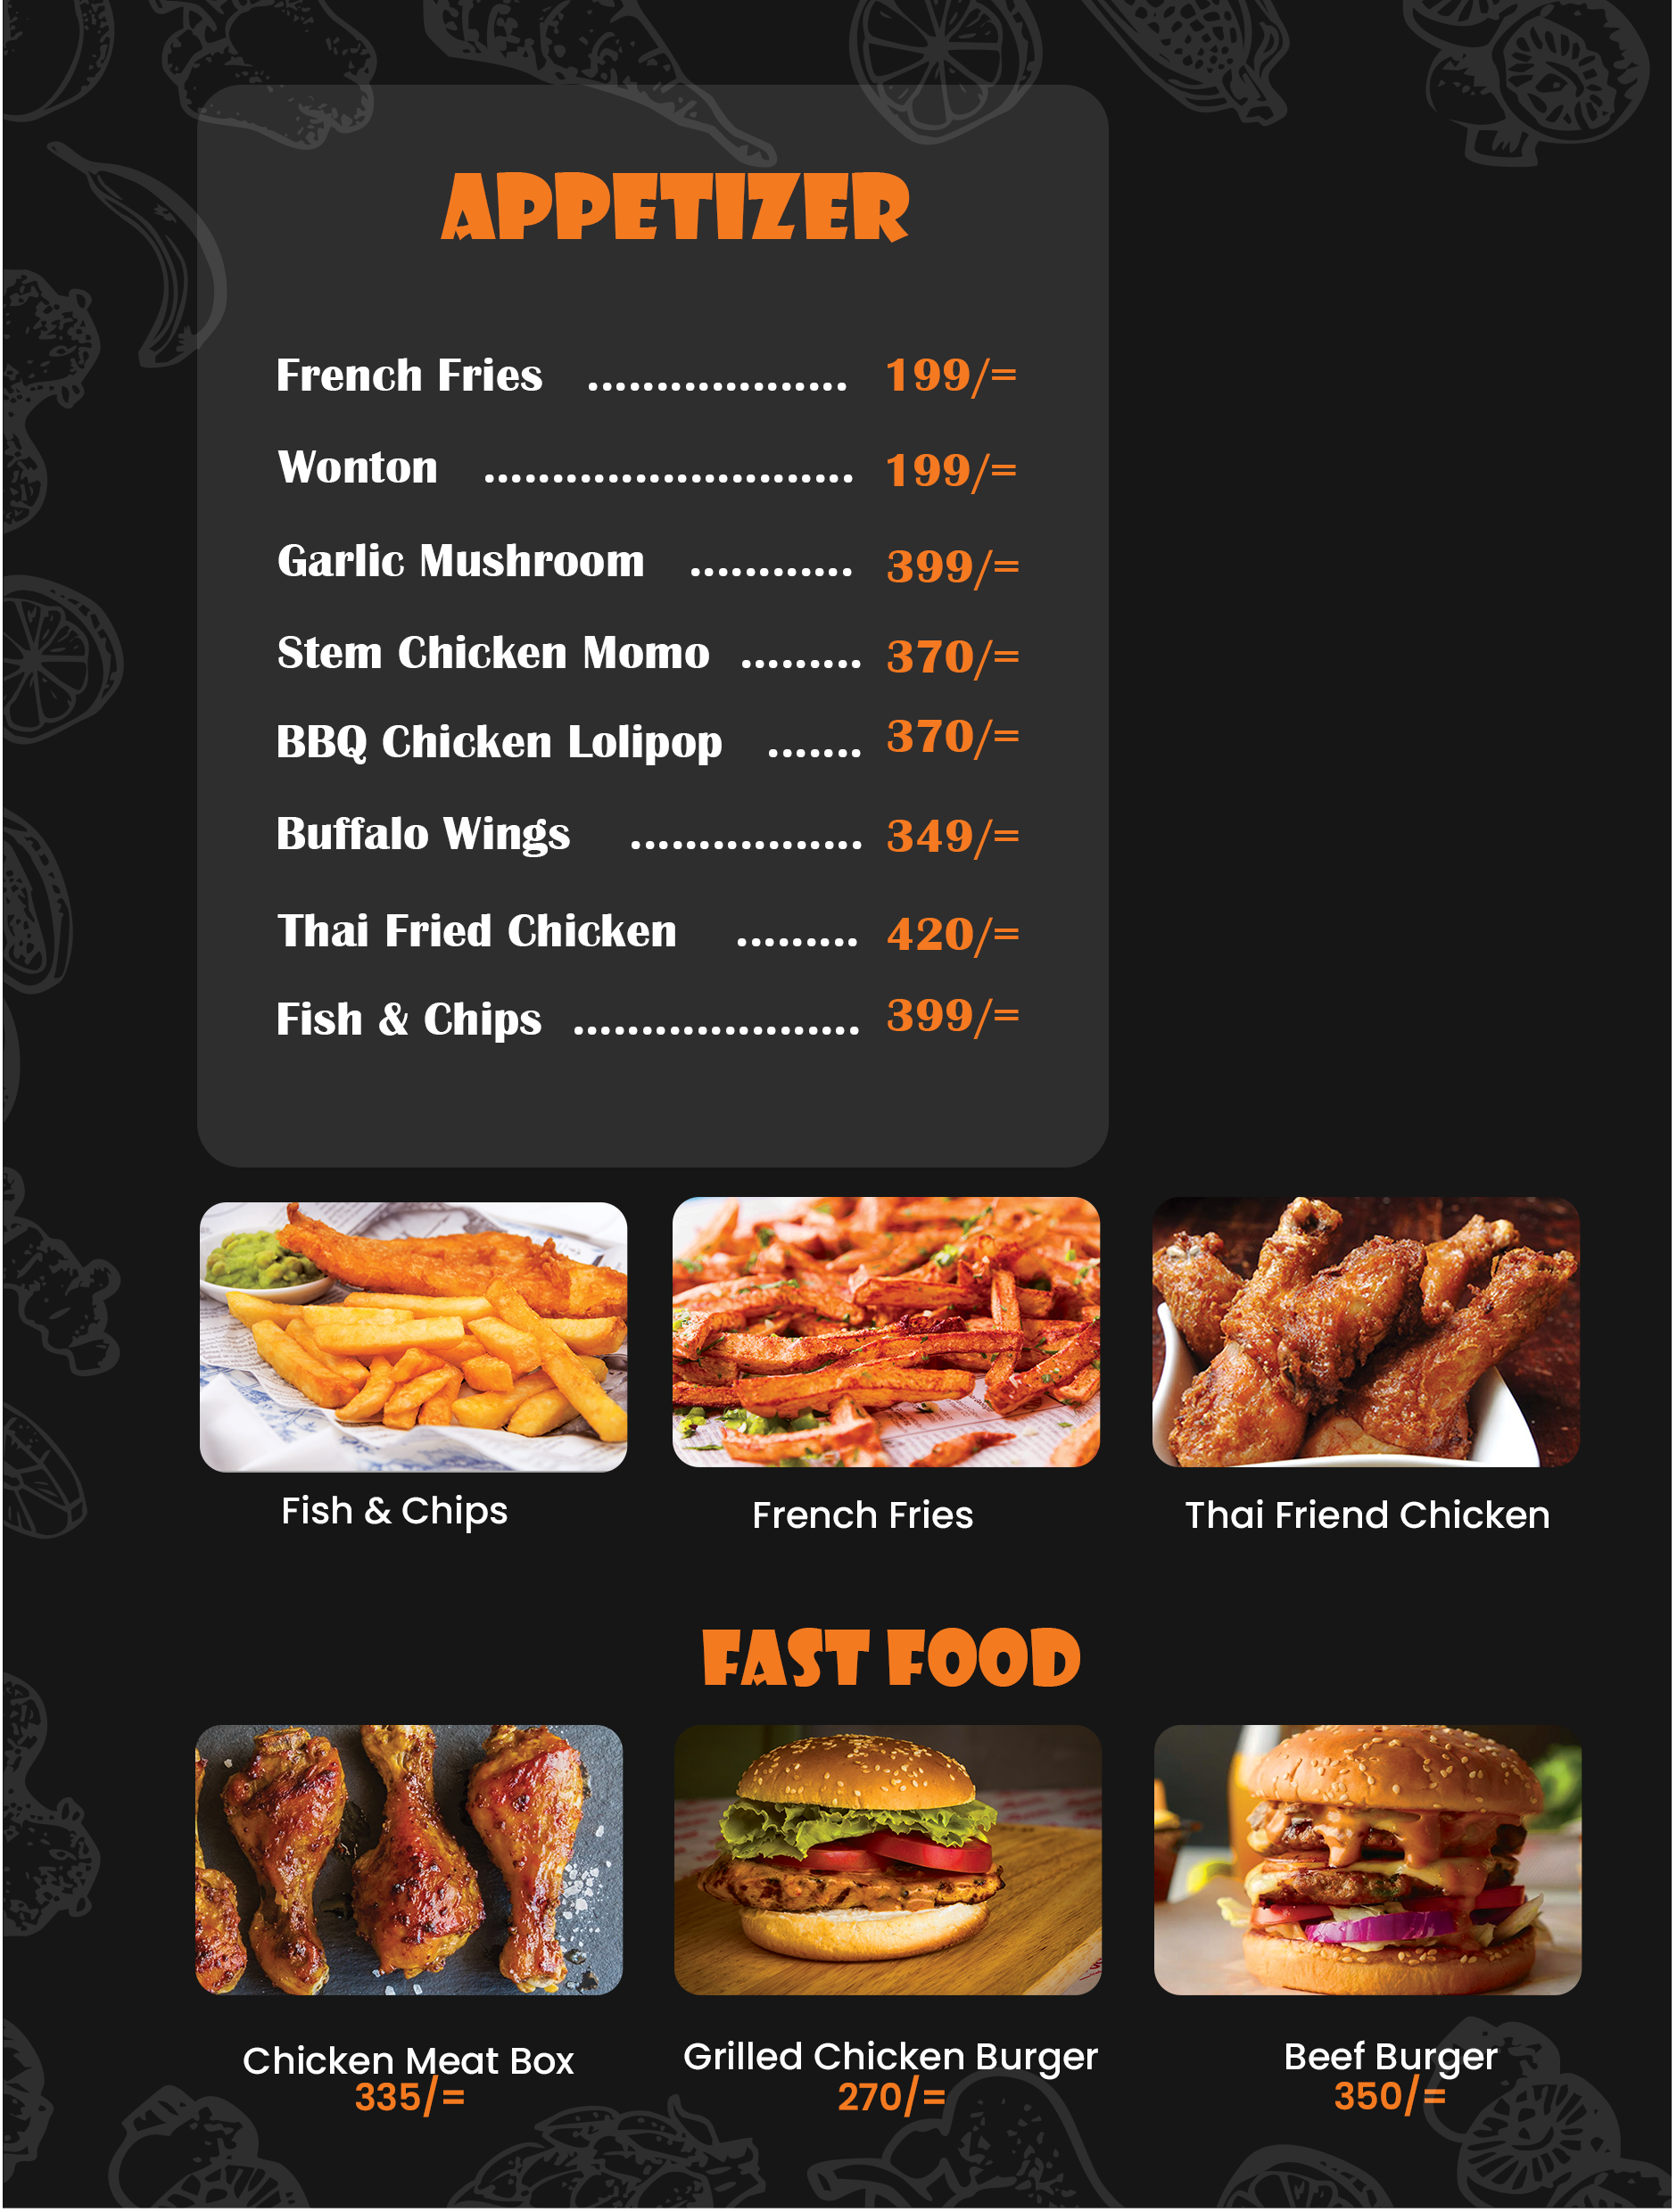 APPETIZER
French Fries ................... 199/=
Wonton ........................... 199/=
Garlic Mushroom ............ 399/=
Stem Chicken Momo ......... 370/=
BBQ Chicken Lolipop ....... 370/=
Buffalo Wings ................. 349/=
Thai Fried Chicken ......... 420/=
Fish & Chips ..................... 399/=
Fish & Chips
French Fries
Thai Friend Chicken
FAST FOOD
Chicken Meat Box
335/=
Grilled Chicken Burger
270/=
Beef Burger
350/=